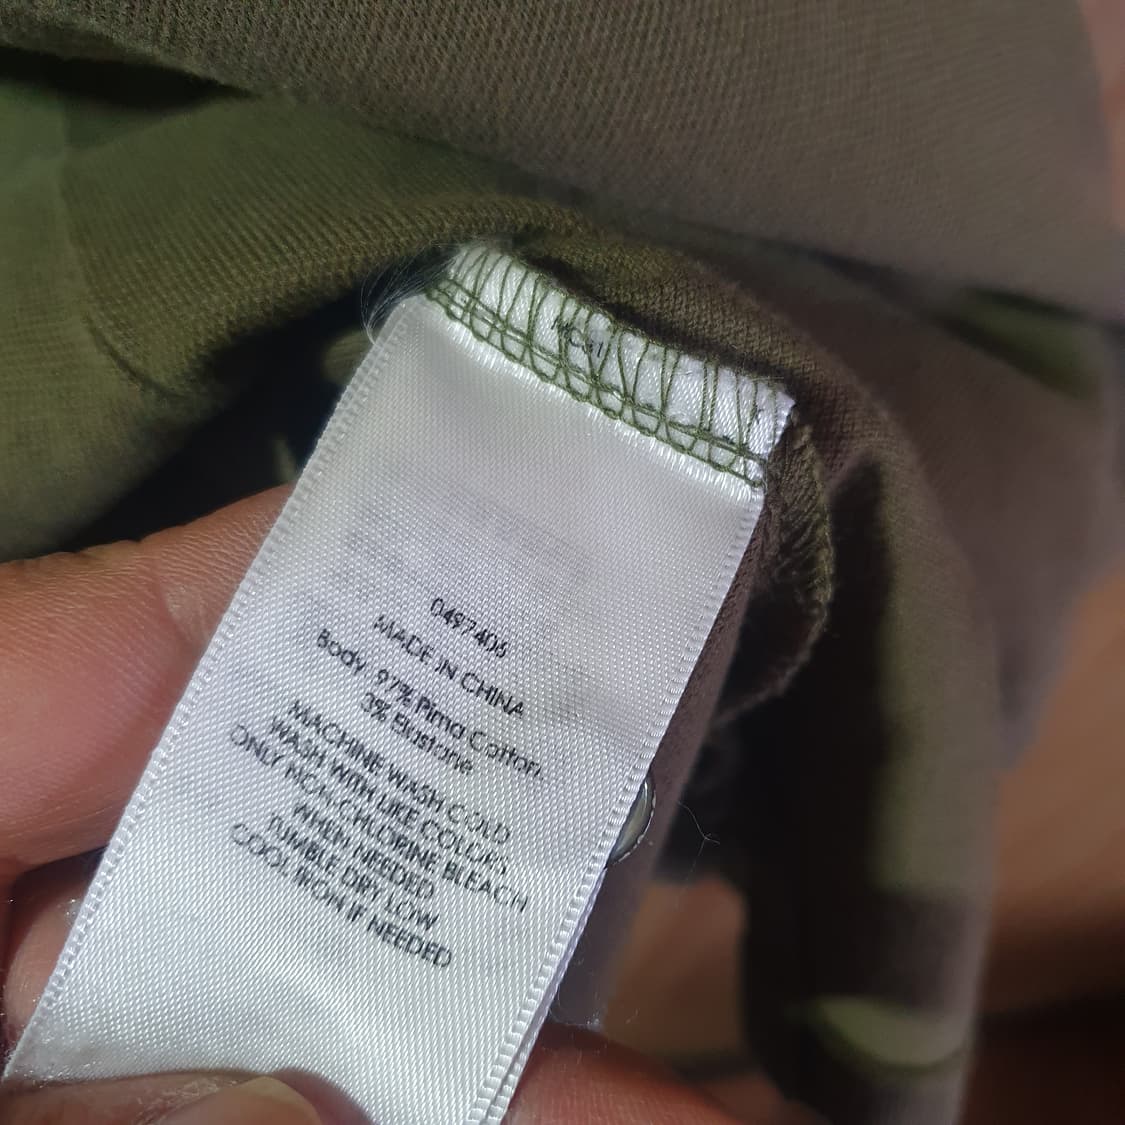 0497406
MADE IN CHINA
Body: 97% Pima Cotton
3% Elastane
MACHINE WASH COLD
WASH WITH LIKE COLORS
ONLY NON-CHLORINE BLEACH
WHEN NEEDED
TUMBLE DRY LOW
COOL IRON IF NEEDED